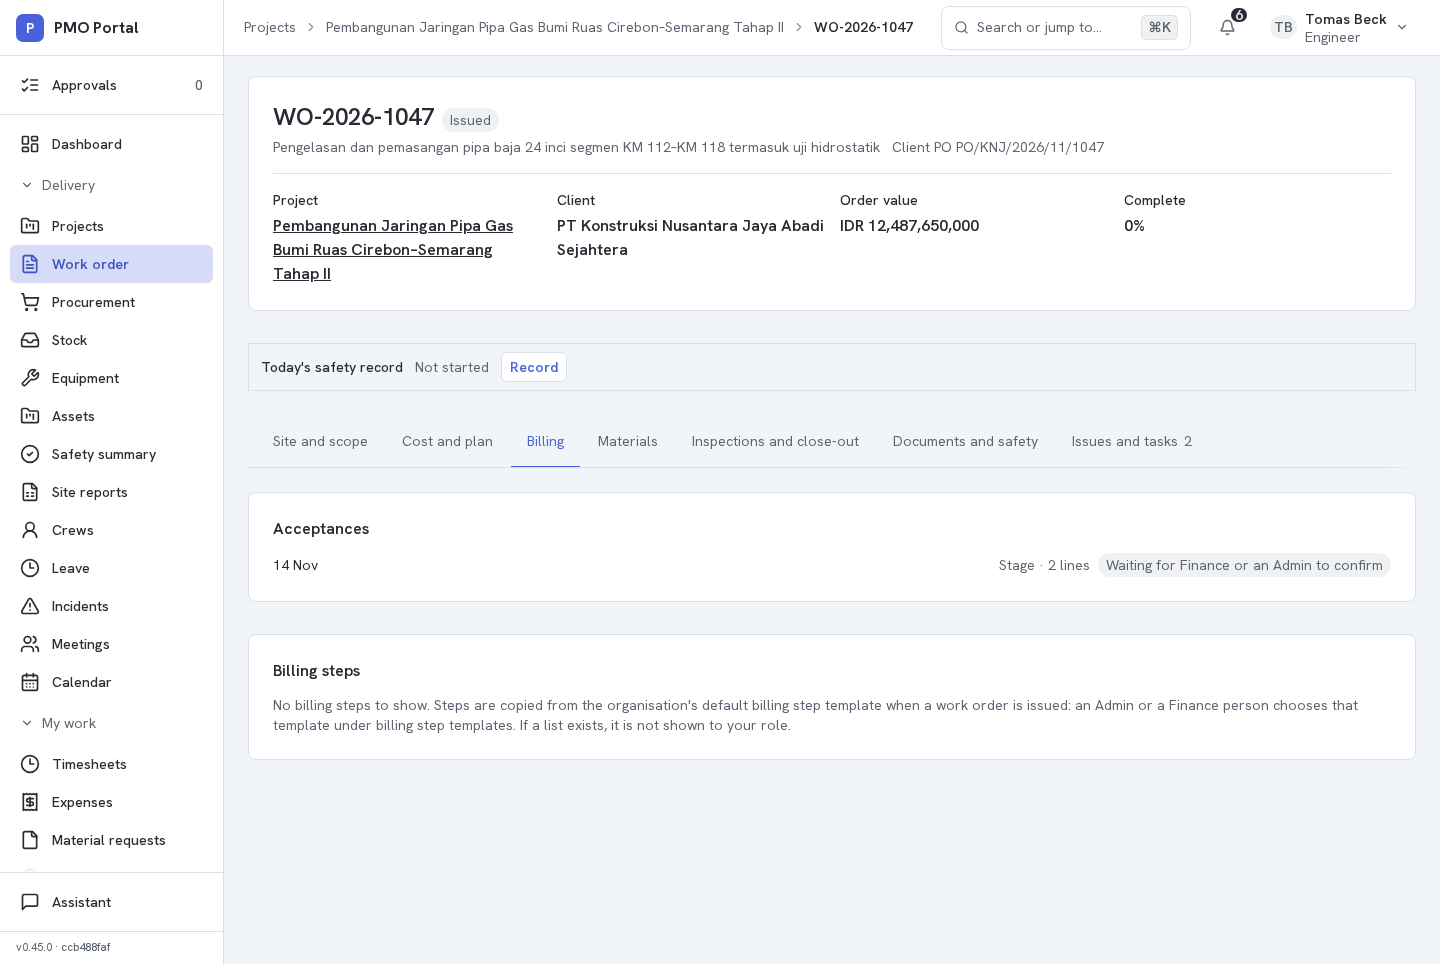 P PMO Portal
Projects > Pembangunan Jaringan Pipa Gas Bumi Ruas Cirebon–Semarang Tahap II > WO-2026-1047
Search or jump to... ⌘K
6
TB Tomas Beck
Engineer
Approvals 0
Dashboard
Delivery
Projects
Work order
Procurement
Stock
Equipment
Assets
Safety summary
Site reports
Crews
Leave
Incidents
Meetings
Calendar
My work
Timesheets
Expenses
Material requests
Assistant
v0.45.0 · ccb488faf
WO-2026-1047 Issued
Pengelasan dan pemasangan pipa baja 24 inci segmen KM 112–KM 118 termasuk uji hidrostatik Client PO PO/KNJ/2026/11/1047
Project
Pembangunan Jaringan Pipa Gas
Bumi Ruas Cirebon–Semarang
Tahap II
Client
PT Konstruksi Nusantara Jaya Abadi
Sejahtera
Order value
IDR 12,487,650,000
Complete
0%
Today's safety record Not started Record
Site and scope Cost and plan Billing Materials Inspections and close-out Documents and safety Issues and tasks 2
Acceptances
14 Nov Stage · 2 lines Waiting for Finance or an Admin to confirm
Billing steps
No billing steps to show. Steps are copied from the organisation's default billing step template when a work order is issued: an Admin or a Finance person chooses that
template under billing step templates. If a list exists, it is not shown to your role.